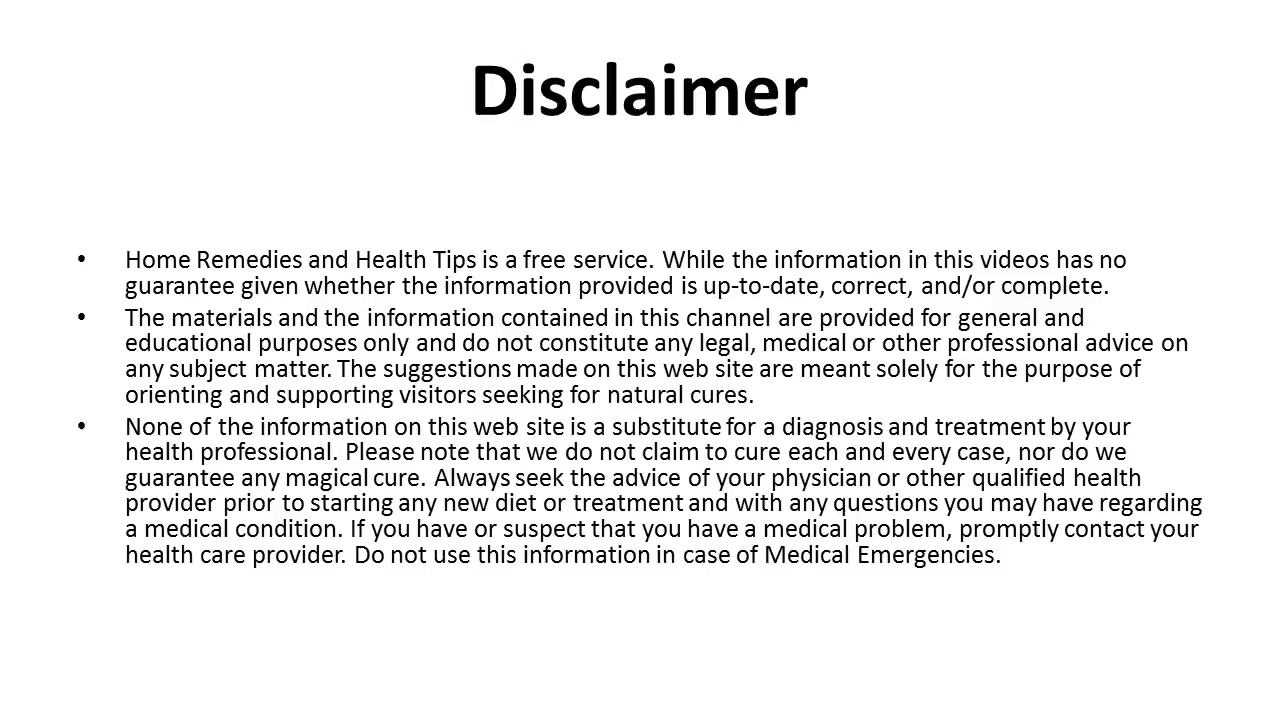 Disclaimer
• Home Remedies and Health Tips is a free service. While the information in this videos has no
guarantee given whether the information provided is up-to-date, correct, and/or complete.
• The materials and the information contained in this channel are provided for general and
educational purposes only and do not constitute any legal, medical or other professional advice on
any subject matter. The suggestions made on this web site are meant solely for the purpose of
orienting and supporting visitors seeking for natural cures.
• None of the information on this web site is a substitute for a diagnosis and treatment by your
health professional. Please note that we do not claim to cure each and every case, nor do we
guarantee any magical cure. Always seek the advice of your physician or other qualified health
provider prior to starting any new diet or treatment and with any questions you may have regarding
a medical condition. If you have or suspect that you have a medical problem, promptly contact your
health care provider. Do not use this information in case of Medical Emergencies.